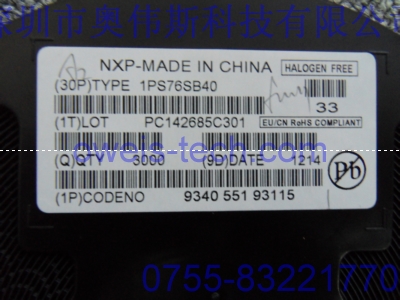 深圳市奥伟斯科技有限公司
NXP-MADE IN CHINA
HALOGEN FREE
(30P)TYPE 1PS76SB40
33
(1T)LOT PC142685C301
EU/CN RoHS COMPLIANT
owels-tech.com
(Q)QTY 3000 (9D)DATE 1214
Pb
(1P)CODENO 9340 551 93115
0755-83221770